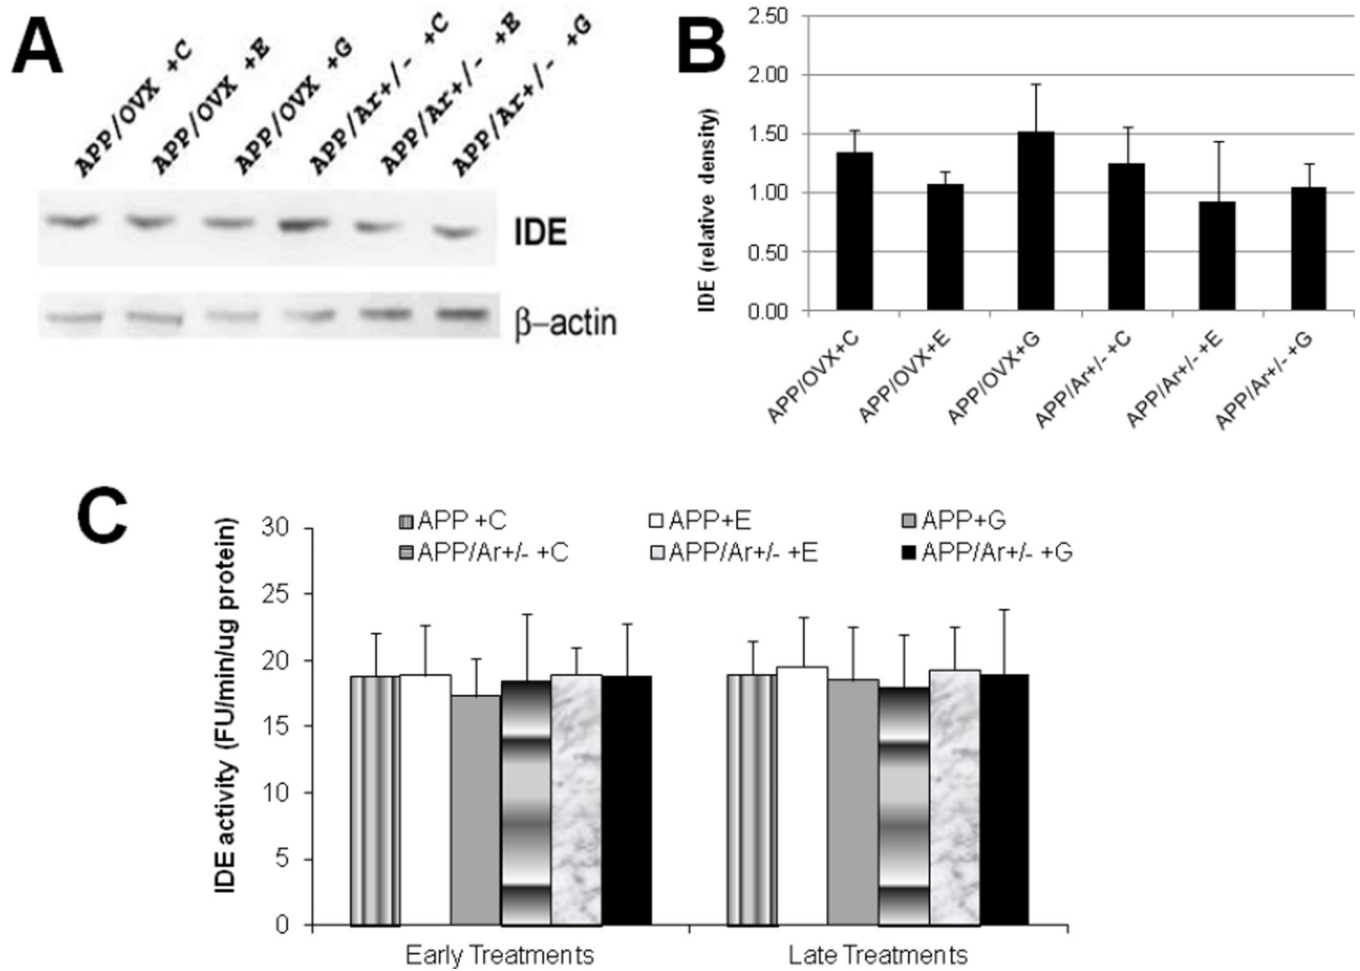 A
APP/OVX +C
APP/OVX +E
APP/OVX +G
APP/Ar+/- +C
APP/Ar+/- +E
APP/Ar+/- +G
IDE
β–actin
B
IDE (relative density)
2.50
2.00
1.50
1.00
0.50
0.00
APP/OVX+C
APP/OVX+E
APP/OVX+G
APP/Ar+/-+C
APP/Ar+/-+E
APP/Ar+/-+G
C
IDE activity (FU/min/ug protein)
APP +C APP+E APP+G
APP/Ar+/- +C APP/Ar+/- +E APP/Ar+/- +G
30
25
20
15
10
5
0
Early Treatments Late Treatments